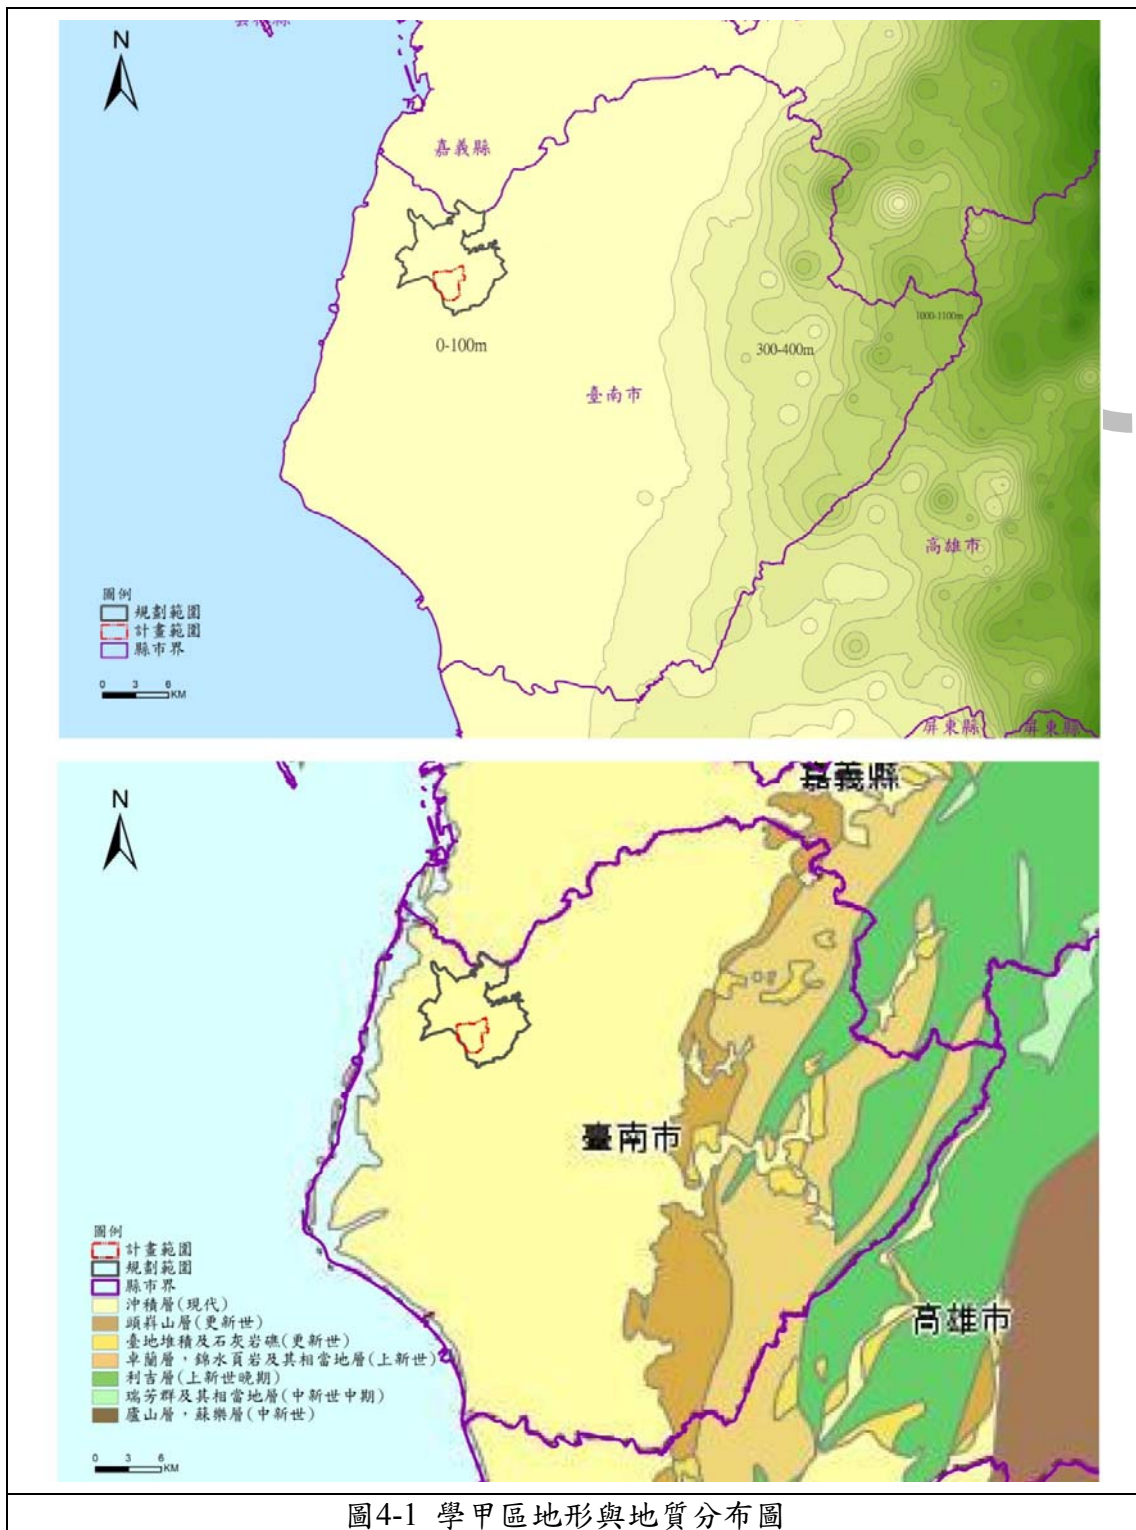 N
嘉義縣
0-100m
300-400m
1000-1100m
臺南市
高雄市
圖例
規劃範圍
計畫範圍
縣市界
0 3 6
KM
屏東縣 屏東縣
N
嘉義縣
臺南市
高雄市
圖例
計畫範圍
規劃範圍
縣市界
沖積層(現代)
頭嵙山層(更新世)
臺地堆積及石灰岩礁(更新世)
卓蘭層，錦水頁岩及其相當地層(上新世)
利吉層(上新世晚期)
瑞芳群及其相當地層(中新世中期)
廬山層，蘇樂層(中新世)
0 3 6
KM
圖4-1 學甲區地形與地質分布圖